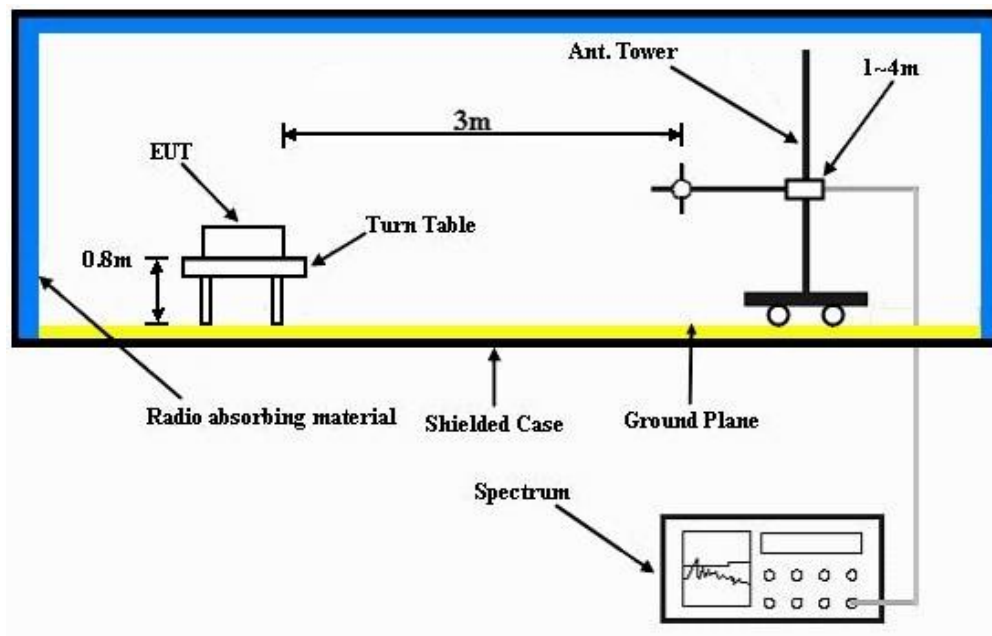 Ant. Tower
1~4m
3m
EUT
Turn Table
0.8m
Radio absorbing material
Shielded Case
Ground Plane
Spectrum